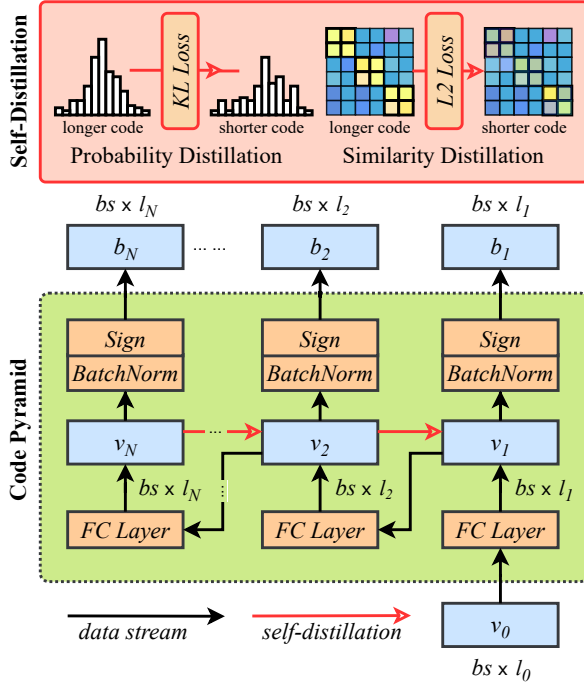 Self-Distillation
KL Loss
L2 Loss
longer code
shorter code
longer code
shorter code
Probability Distillation
Similarity Distillation
bs × l_N
bs × l_2
bs × l_1
b_N
... ...
b_2
b_1
Code Pyramid
Sign
Sign
Sign
BatchNorm
BatchNorm
BatchNorm
v_N
...
v_2
v_1
bs × l_N
...
bs × l_2
bs × l_1
FC Layer
FC Layer
FC Layer
data stream
self-distillation
v_0
bs × l_0